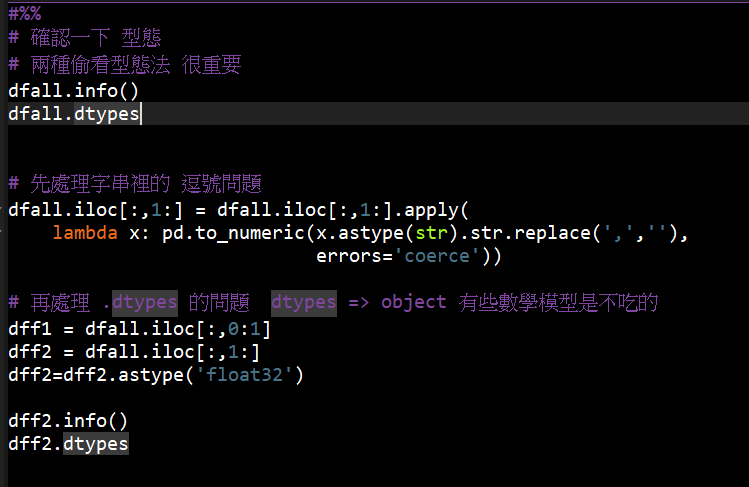 #%%
# 確認一下 型態
# 兩種偷看型態法 很重要
dfall.info()
dfall.dtypes
# 先處理字串裡的 逗號問題
dfall.iloc[:,1:] = dfall.iloc[:,1:].apply(
lambda x: pd.to_numeric(x.astype(str).str.replace(',',''),
errors='coerce'))
# 再處理 .dtypes 的問題 dtypes => object 有些數學模型是不吃的
dff1 = dfall.iloc[:,0:1]
dff2 = dfall.iloc[:,1:]
dff2=dff2.astype('float32')
dff2.info()
dff2.dtypes